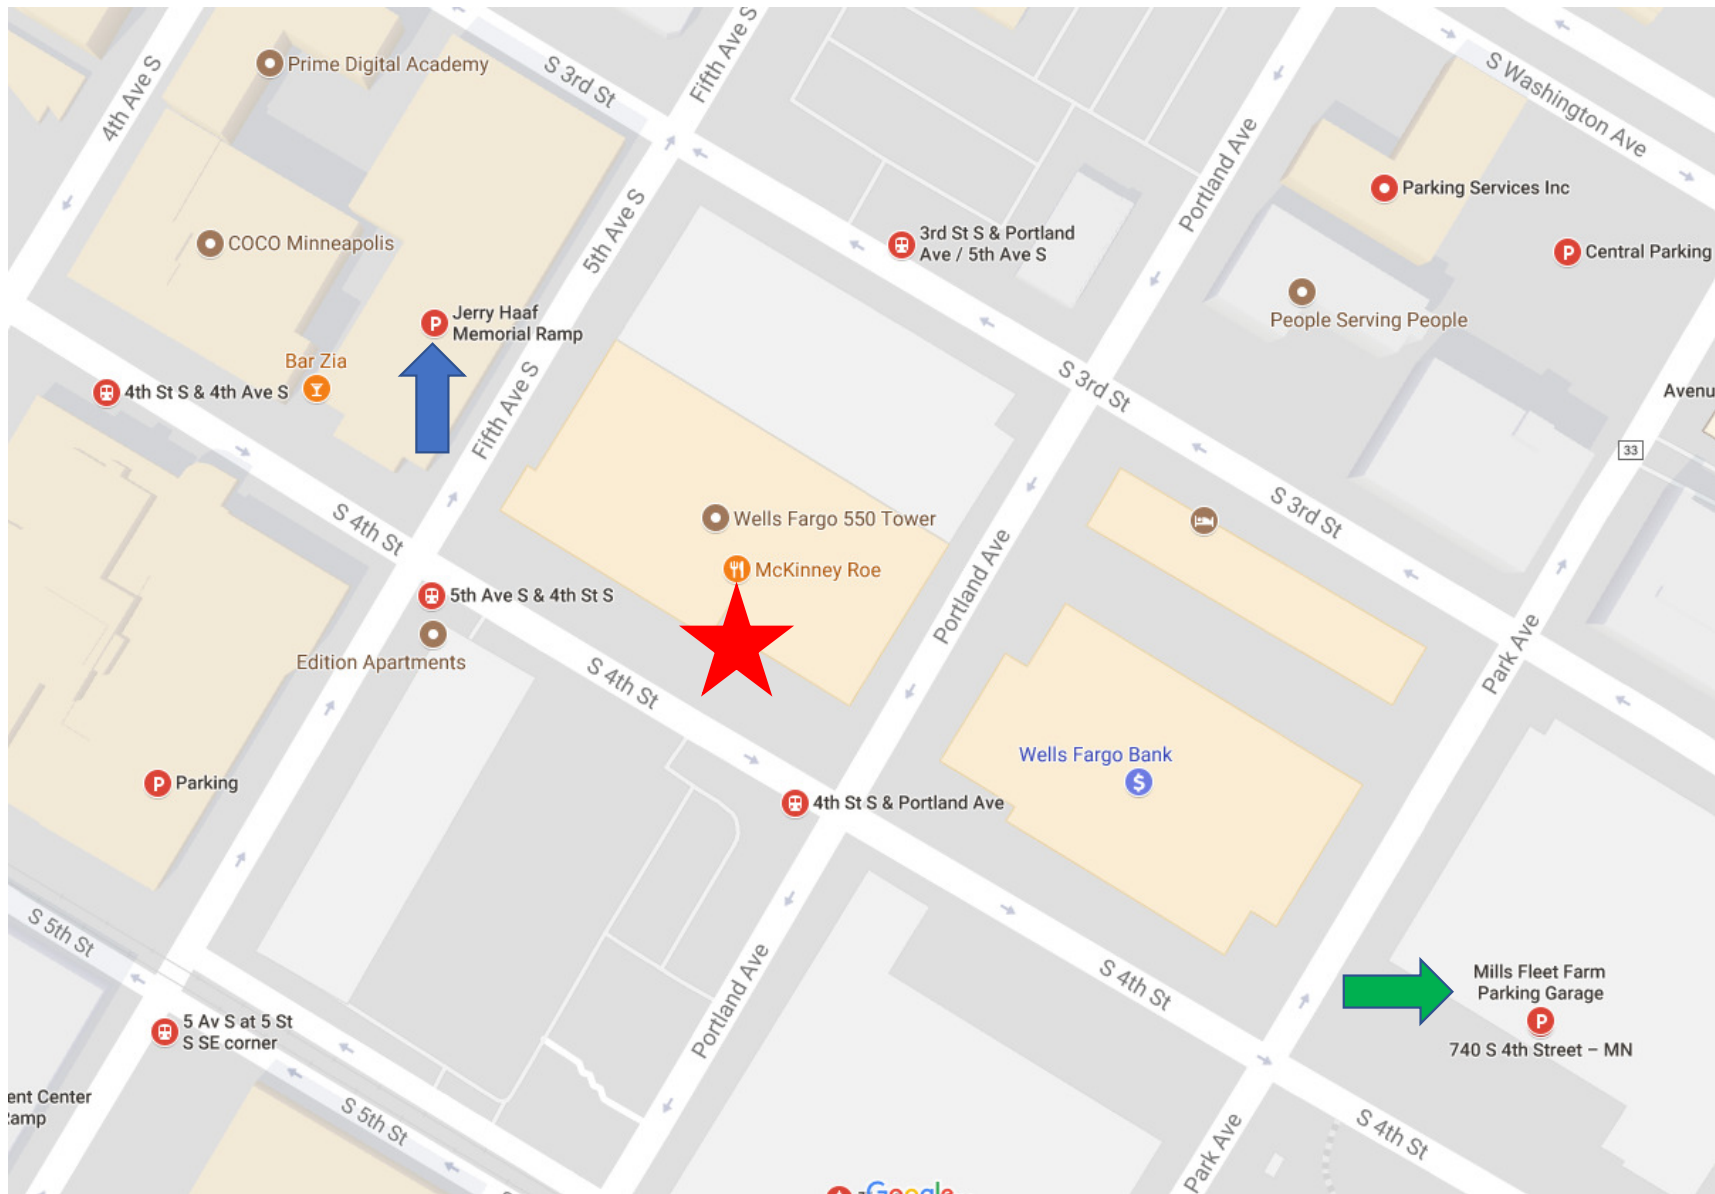 Prime Digital Academy
4th Ave S
S 3rd St
Fifth Ave S
S Washington Ave
Portland Ave
Parking Services Inc
COCO Minneapolis
5th Ave S
3rd St S & Portland
Ave / 5th Ave S
Central Parking
P
People Serving People
Jerry Haaf
Memorial Ramp
P
Bar Zia
4th St S & 4th Ave S
Fifth Ave S
S 3rd St
Avenu
33
S 4th St
Wells Fargo 550 Tower
McKinney Roe
S 3rd St
Portland Ave
5th Ave S & 4th St S
Edition Apartments
S 4th St
Park Ave
Wells Fargo Bank
$
P
Parking
4th St S & Portland Ave
S 5th St
S 4th St
Mills Fleet Farm
Parking Garage
P
740 S 4th Street – MN
5 Av S at 5 St
S SE corner
Portland Ave
ent Center
Ramp
S 5th St
Park Ave
S 4th St
Google